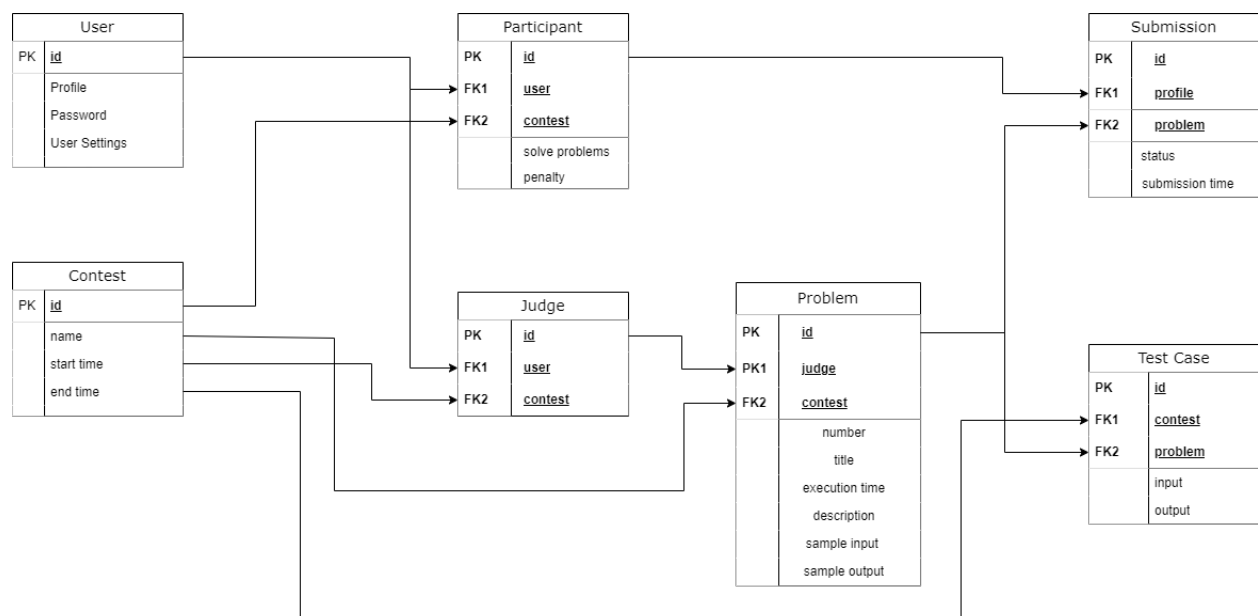 User
PK id
Profile
Password
User Settings
Participant
PK id
FK1 user
FK2 contest
solve problems
penalty
Submission
PK id
FK1 profile
FK2 problem
status
submission time
Contest
PK id
name
start time
end time
Judge
PK id
FK1 user
FK2 contest
Problem
PK id
PK1 judge
FK2 contest
number
title
execution time
description
sample input
sample output
Test Case
PK id
FK1 contest
FK2 problem
input
output